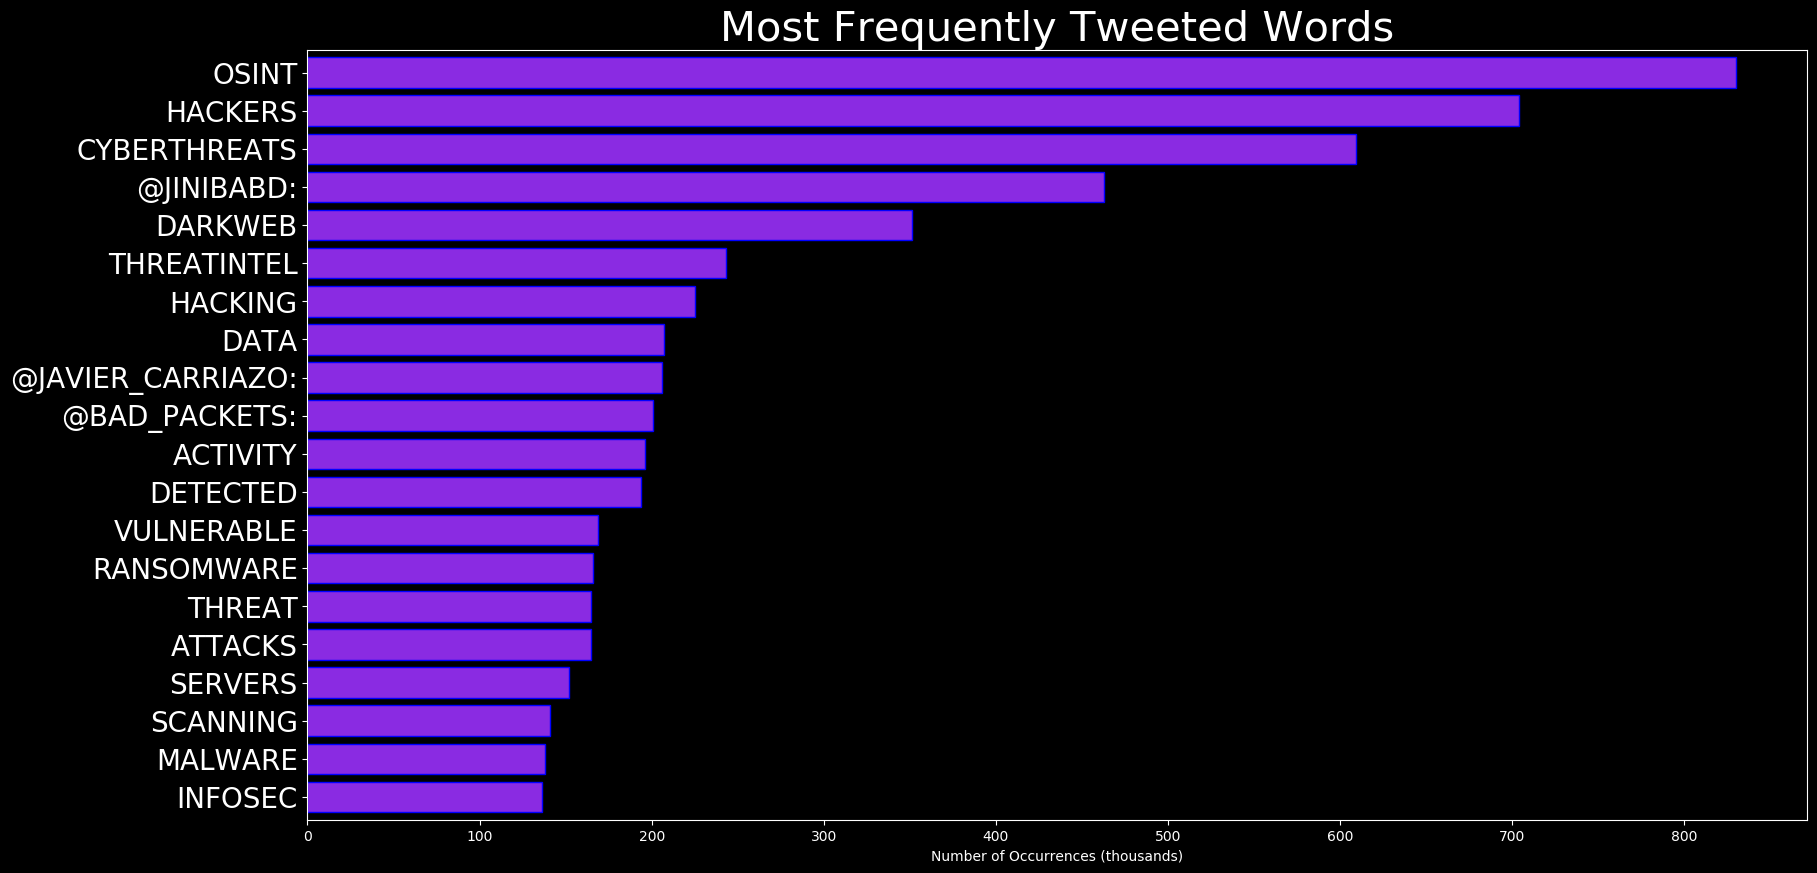 Most Frequently Tweeted Words
OSINT
HACKERS
CYBERTHREATS
@JINIBABD:
DARKWEB
THREATINTEL
HACKING
DATA
@JAVIER_CARRIAZO:
@BAD_PACKETS:
ACTIVITY
DETECTED
VULNERABLE
RANSOMWARE
THREAT
ATTACKS
SERVERS
SCANNING
MALWARE
INFOSEC
0 100 200 300 400 500 600 700 800
Number of Occurrences (thousands)